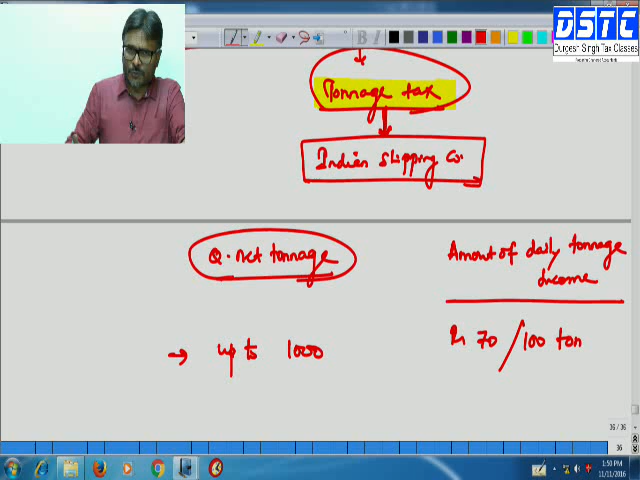 DSTC
Durgesh Singh Tax Classes
Tonnage tax
Indian Shipping Co.
Q. net tonnage
Amount of daily tonnage
income
→ up to 1000
Rs 70 / 100 ton
36 / 36
36
1:50 PM
11/11/2016